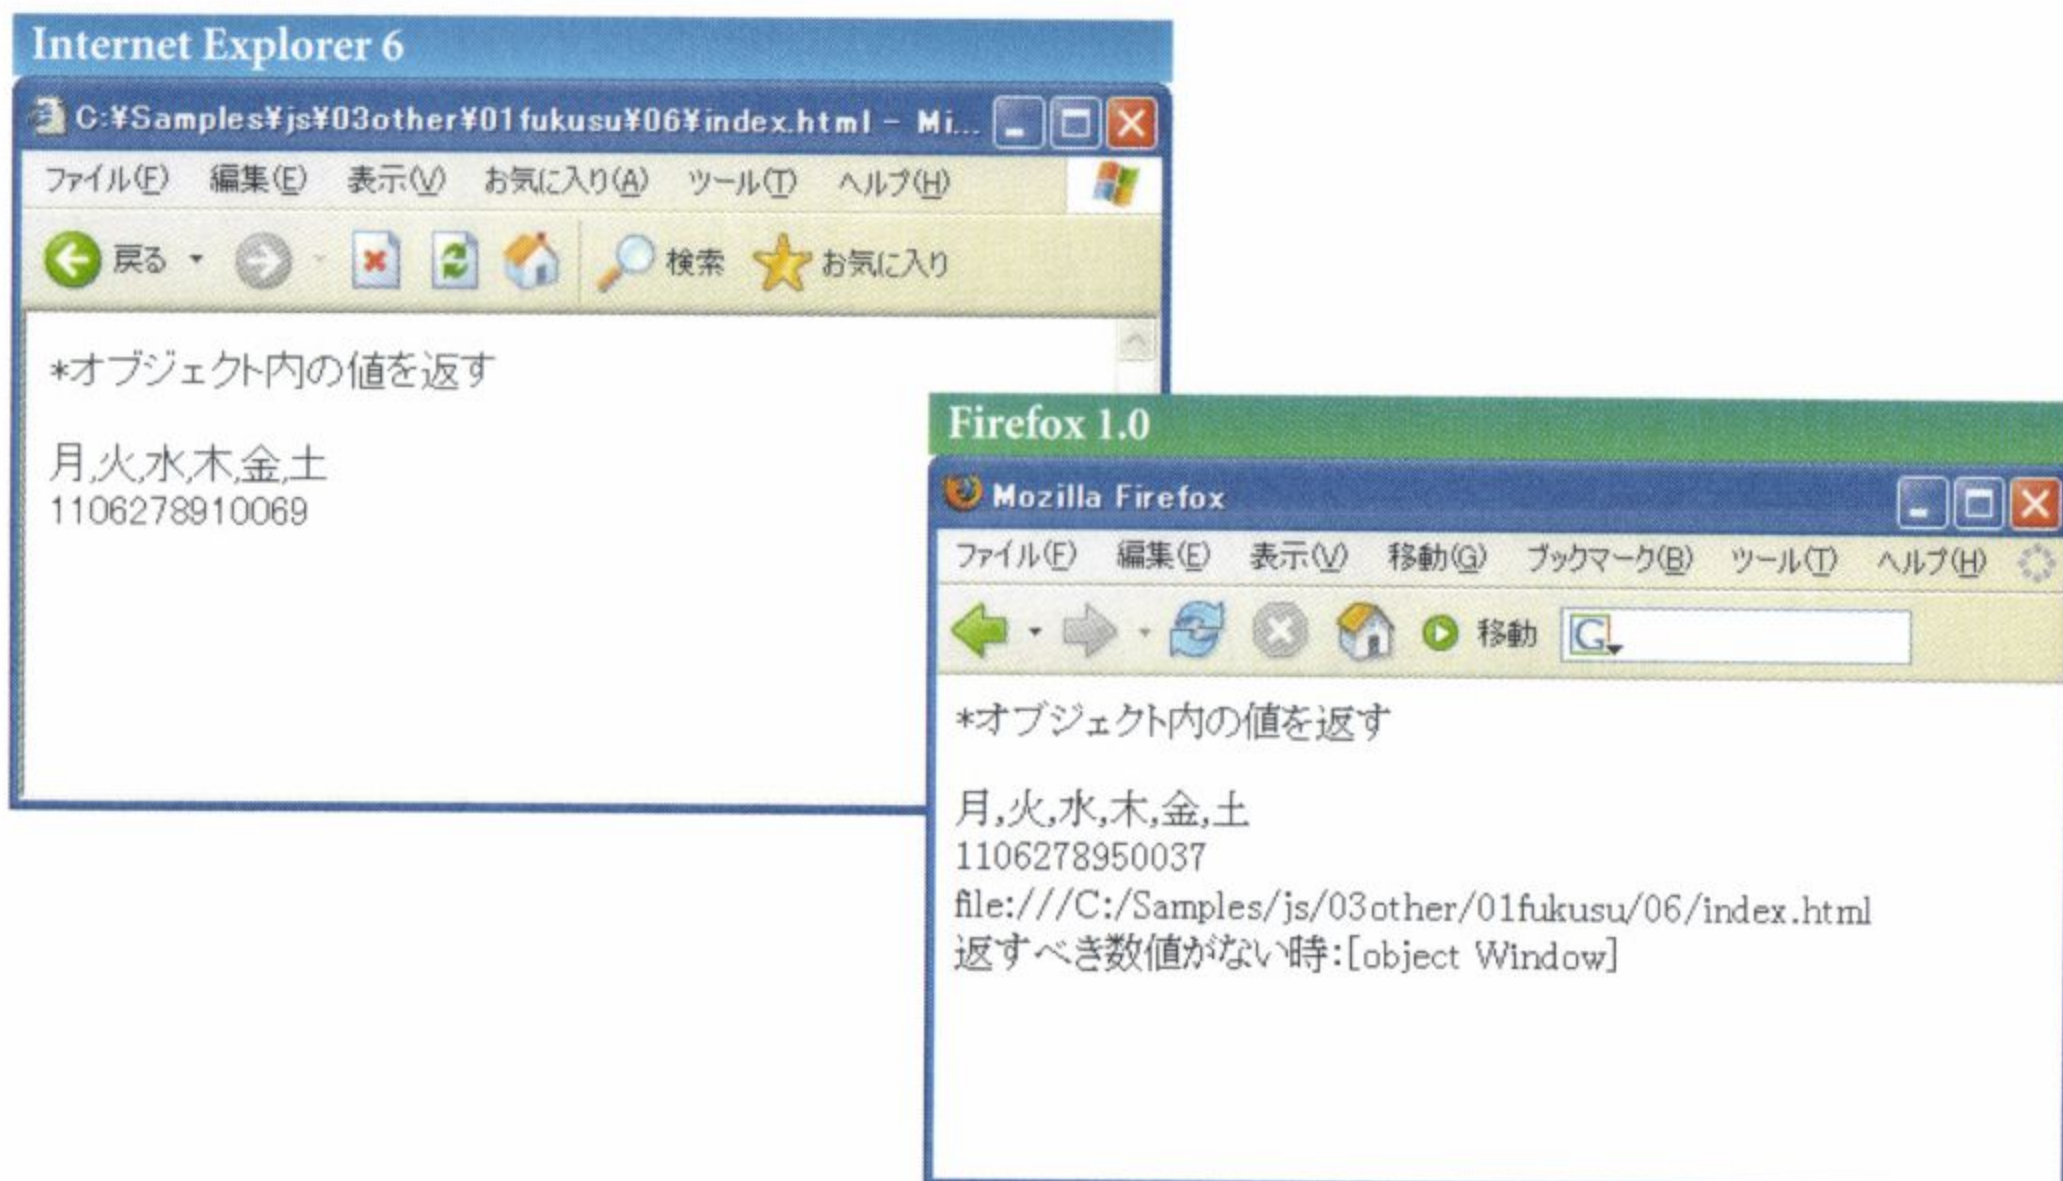 Internet Explorer 6
C:¥Samples¥js¥03other¥01fukusu¥06¥index.html - Mi...
ファイル(F) 編集(E) 表示(V) お気に入り(A) ツール(T) ヘルプ(H)
戻る 検索 お気に入り
*オブジェクト内の値を返す
月,火,水,木,金,土
1106278910069
Firefox 1.0
Mozilla Firefox
ファイル(F) 編集(E) 表示(V) 移動(G) ブックマーク(B) ツール(T) ヘルプ(H)
移動 G
*オブジェクト内の値を返す
月,火,水,木,金,土
1106278950037
file:///C:/Samples/js/03other/01fukusu/06/index.html
返すべき数値がない時:[object Window]